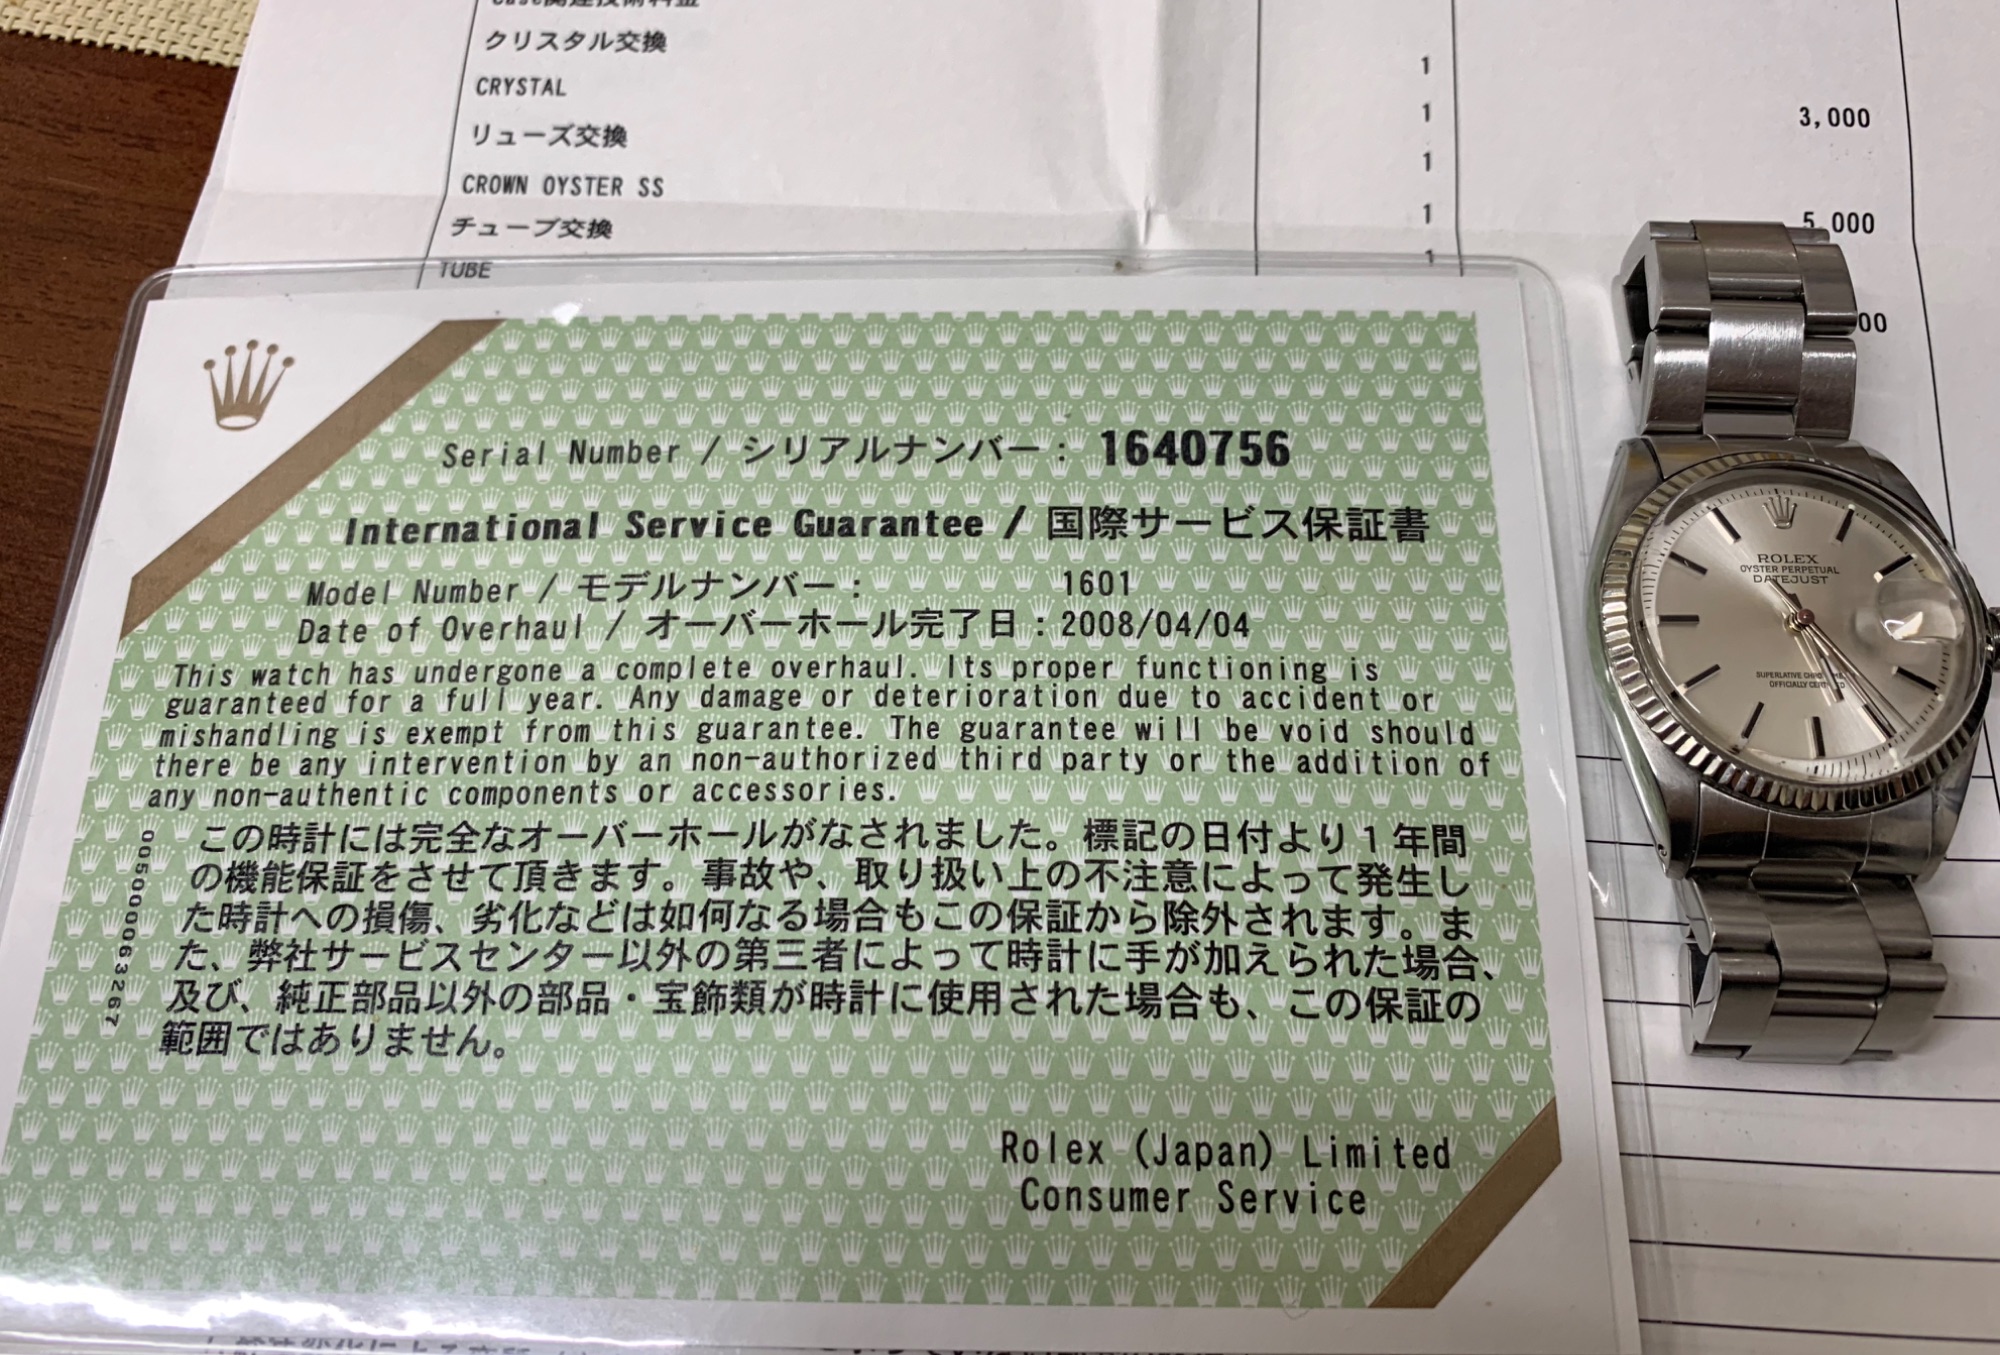 クリスタル交換 1
CRYSTAL 1 3,000
リューズ交換 1
CROWN OYSTER SS 1 5,000
チューブ交換 1
TUBE
00
Serial Number / シリアルナンバー: 1640756
International Service Guarantee / 国際サービス保証書
Model Number / モデルナンバー: 1601
Date of Overhaul / オーバーホール完了日: 2008/04/04
This watch has undergone a complete overhaul. Its proper functioning is
guaranteed for a full year. Any damage or deterioration due to accident or
mishandling is exempt from this guarantee. The guarantee will be void should
there be any intervention by an non-authorized third party or the addition of
any non-authentic components or accessories.
この時計には完全なオーバーホールがなされました。標記の日付より1年間
の機能保証をさせて頂きます。事故や、取り扱い上の不注意によって発生し
た時計への損傷、劣化などは如何なる場合もこの保証から除外されます。ま
た、弊社サービスセンター以外の第三者によって時計に手が加えられた場合、
及び、純正部品以外の部品・宝飾類が時計に使用された場合も、この保証の
範囲ではありません。
005000063267
Rolex (Japan) Limited
Consumer Service
ROLEX
OYSTER PERPETUAL
DATEJUST
SUPERLATIVE
OFFICIALLY